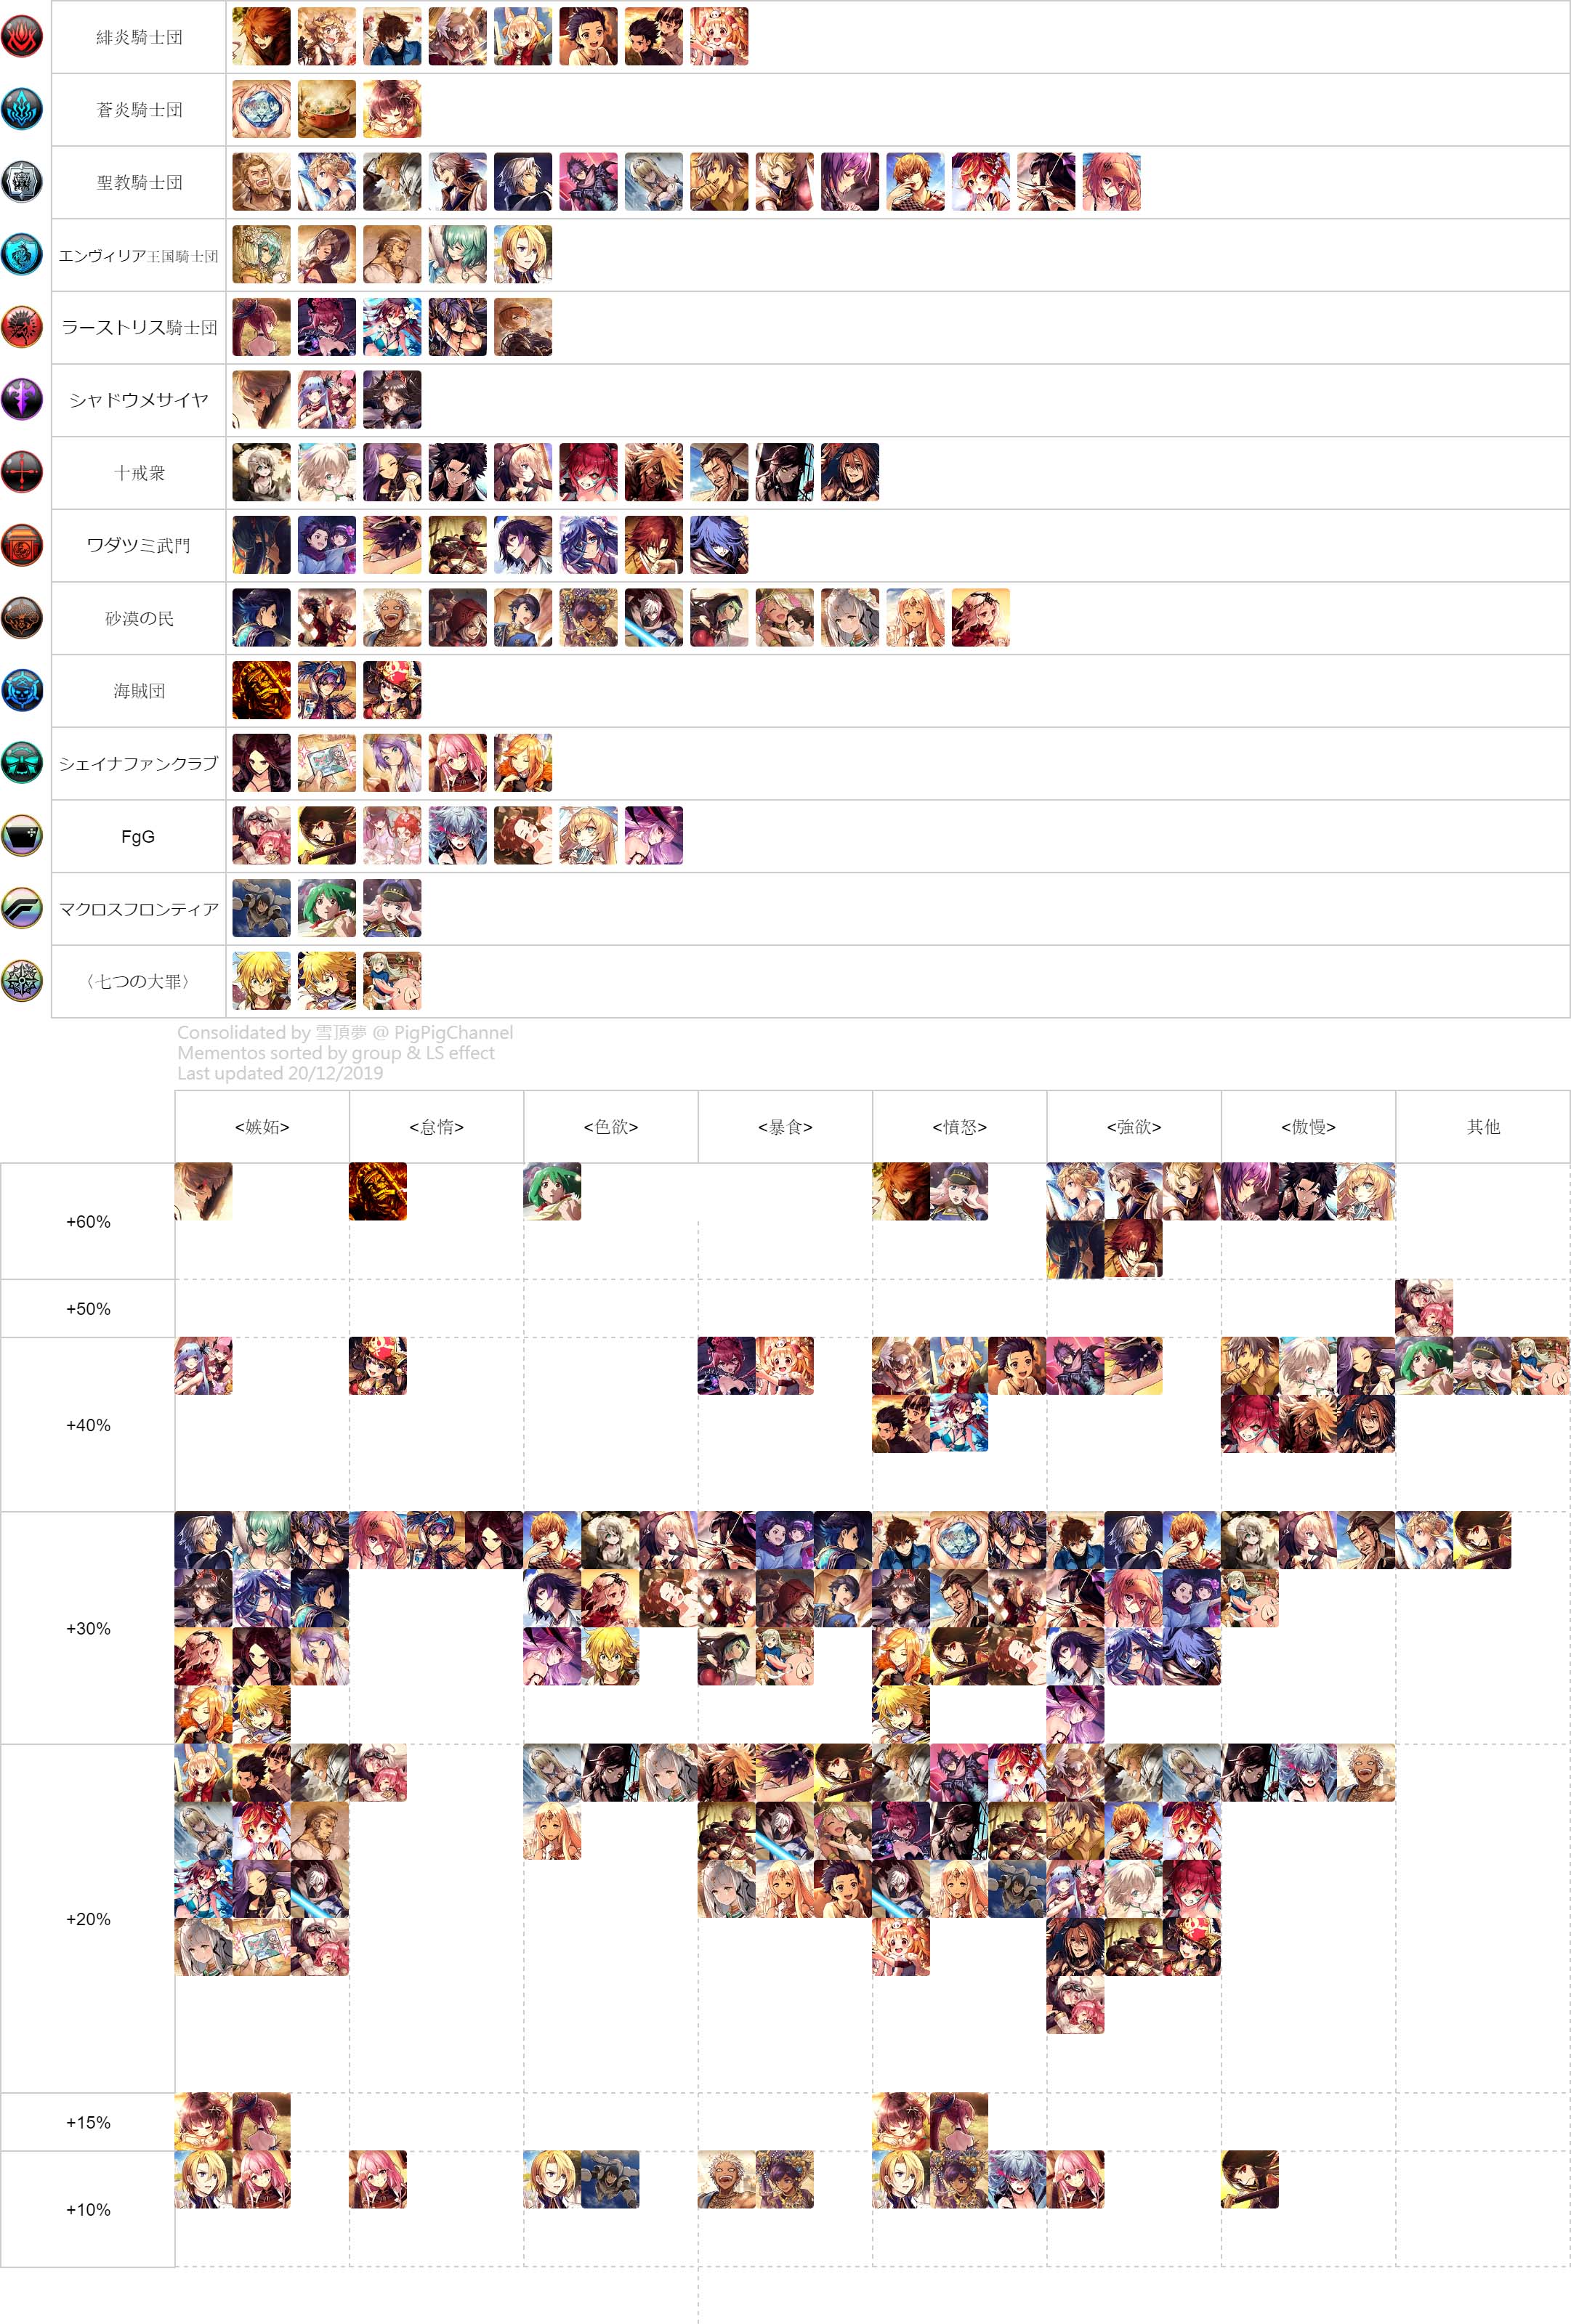 緋炎騎士団
蒼炎騎士団
聖教騎士団
エンヴィリア王国騎士団
ラーストリス騎士団
シャドウメサイヤ
十戒衆
ワダツミ武門
砂漠の民
海賊団
シェイナファンクラブ
FgG
マクロスフロンティア
〈七つの大罪〉
Consolidated by 雪頂夢 @ PigPigChannel
Mementos sorted by group & LS effect
Last updated 20/12/2019
<嫉妬> <怠惰> <色欲> <暴食> <憤怒> <強欲> <傲慢> 其他
+60%
+50%
+40%
+30%
+20%
+15%
+10%